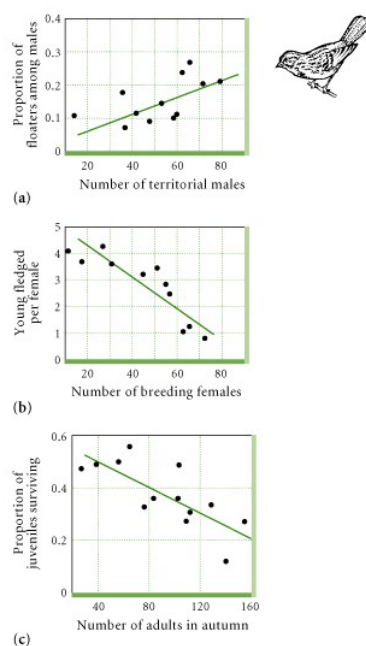 0.4
0.3
0.2
0.1
0
Proportion of
floaters among males
20 40 60 80
Number of territorial males
(a)
5
4
3
2
1
0
Young fledged
per female
20 40 60 80
Number of breeding females
(b)
0.6
0.4
0.2
0
Proportion of
juveniles surviving
40 80 120 160
Number of adults in autumn
(c)